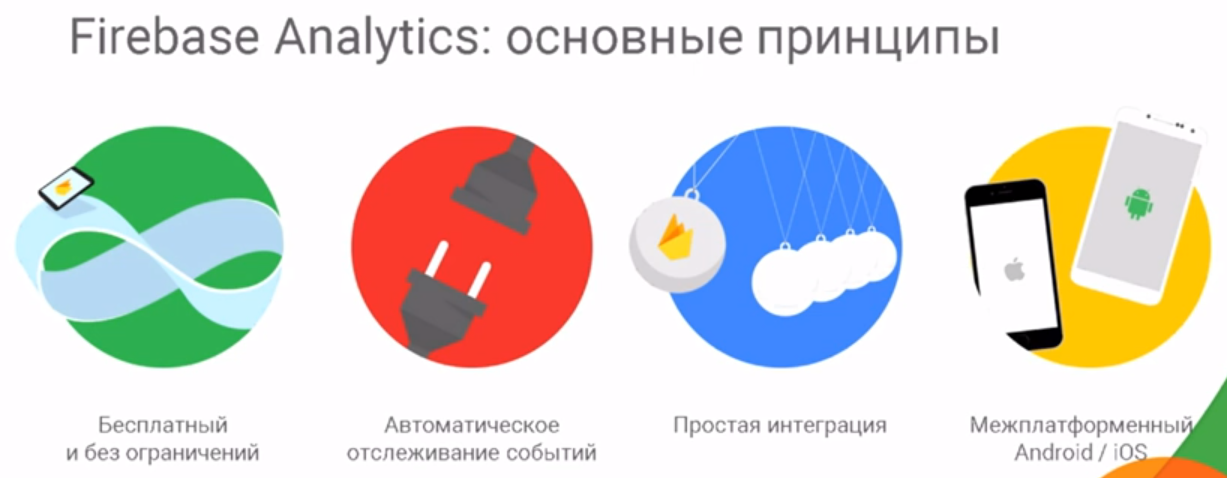 Firebase Analytics: основные принципы
Бесплатный
и без ограничений
Автоматическое
отслеживание событий
Простая интеграция
Межплатформенный
Android / iOS